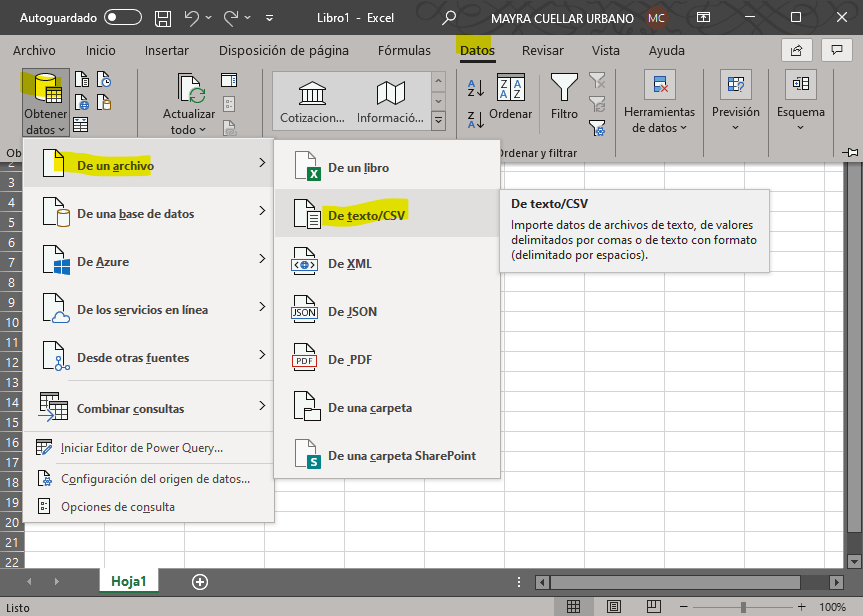 Autoguardado
Libro1 - Excel
MAYRA CUELLAR URBANO
MC
Archivo
Inicio
Insertar
Disposición de página
Fórmulas
Datos
Revisar
Vista
Ayuda
Obtener
datos
Actualizar
todo
Cotizacion...
Informació...
Ordenar
Filtro
Herramientas
de datos
Previsión
Esquema
Ob
Ordenar y filtrar
De un archivo
De una base de datos
De Azure
De los servicios en línea
Desde otras fuentes
Combinar consultas
Iniciar Editor de Power Query...
Configuración del origen de datos...
Opciones de consulta
De un libro
De texto/CSV
De XML
De JSON
De .PDF
De una carpeta
De una carpeta SharePoint
JSON
PDF
De texto/CSV
Importe datos de archivos de texto, de valores
delimitados por comas o de texto con formato
(delimitado por espacios).
2
3
4
5
6
7
8
9
10
11
12
13
14
15
16
17
18
19
20
21
22
Hoja1
Listo
100%